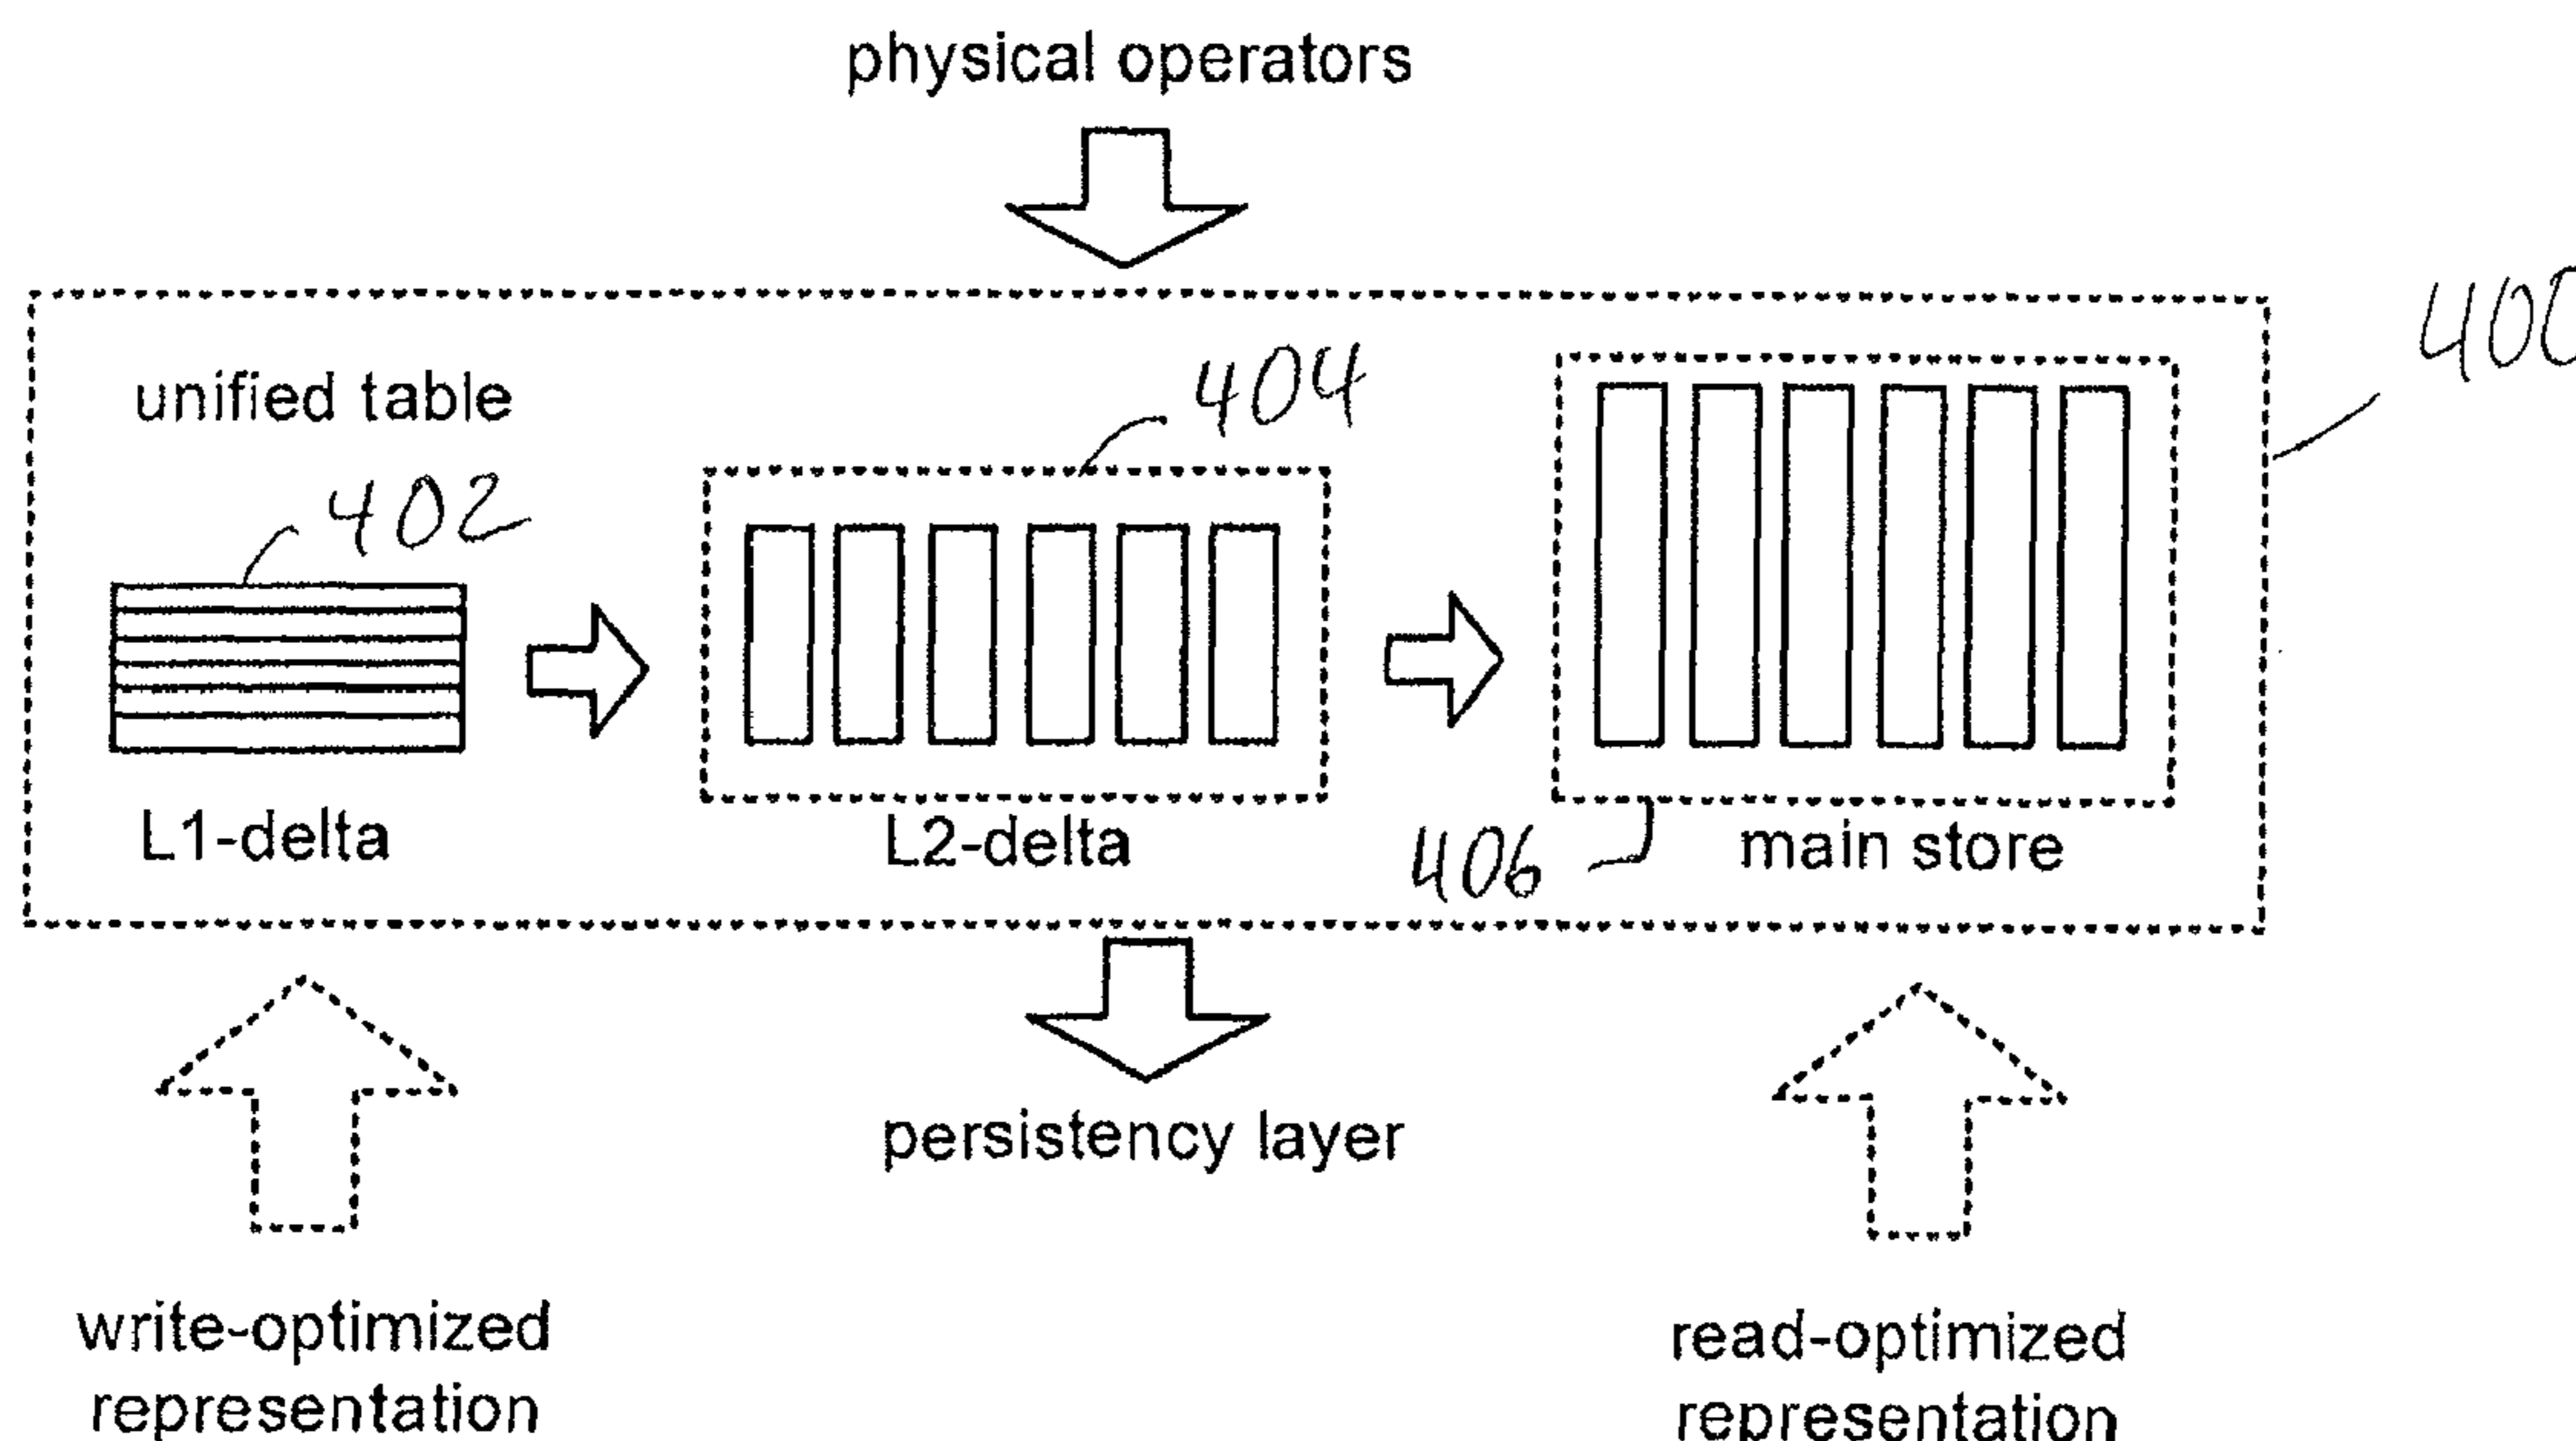 physical operators
400
unified table
404
402
L1-delta
L2-delta
406
main store
persistency layer
write-optimized
representation
read-optimized
representation